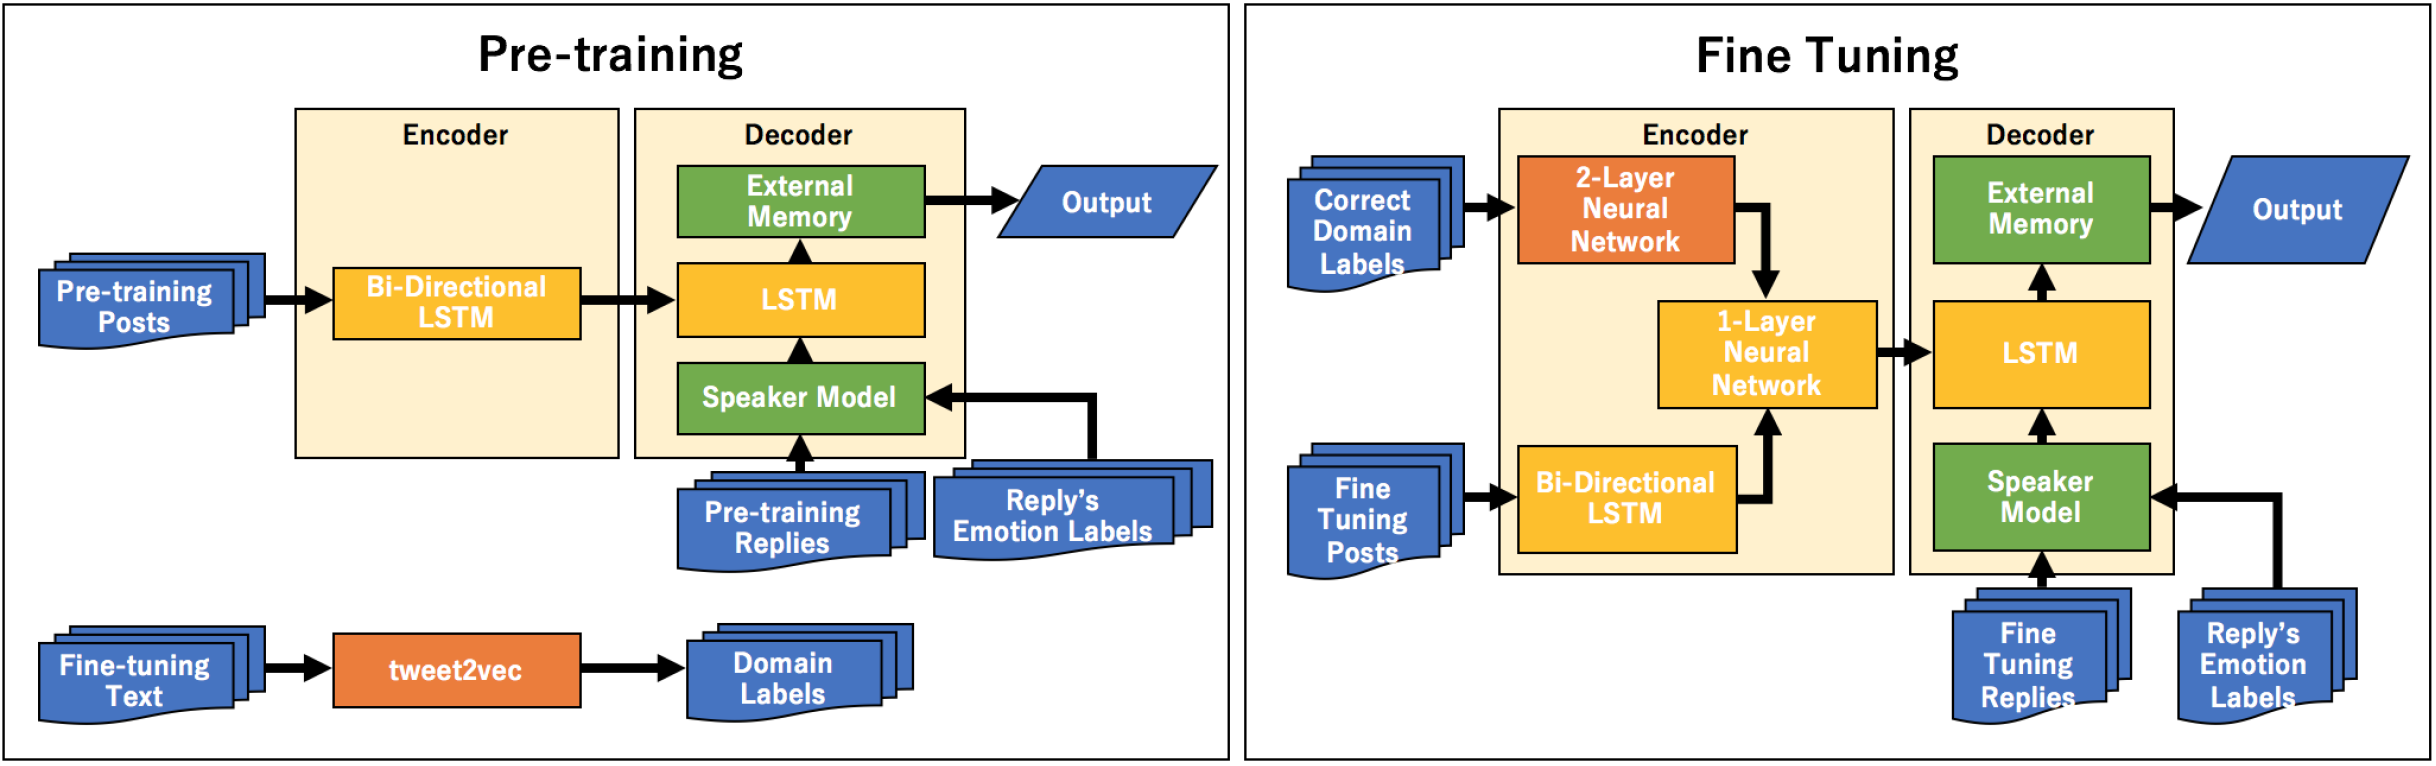 Pre-training
Encoder
Decoder
External
Memory
Output
Pre-training
Posts
Bi-Directional
LSTM
LSTM
Speaker Model
Pre-training
Replies
Reply's
Emotion Labels
Fine-tuning
Text
tweet2vec
Domain
Labels
Fine Tuning
Encoder
Decoder
Correct
Domain
Labels
2-Layer
Neural
Network
External
Memory
Output
1-Layer
Neural
Network
LSTM
Fine
Tuning
Posts
Bi-Directional
LSTM
Speaker
Model
Fine
Tuning
Replies
Reply's
Emotion
Labels